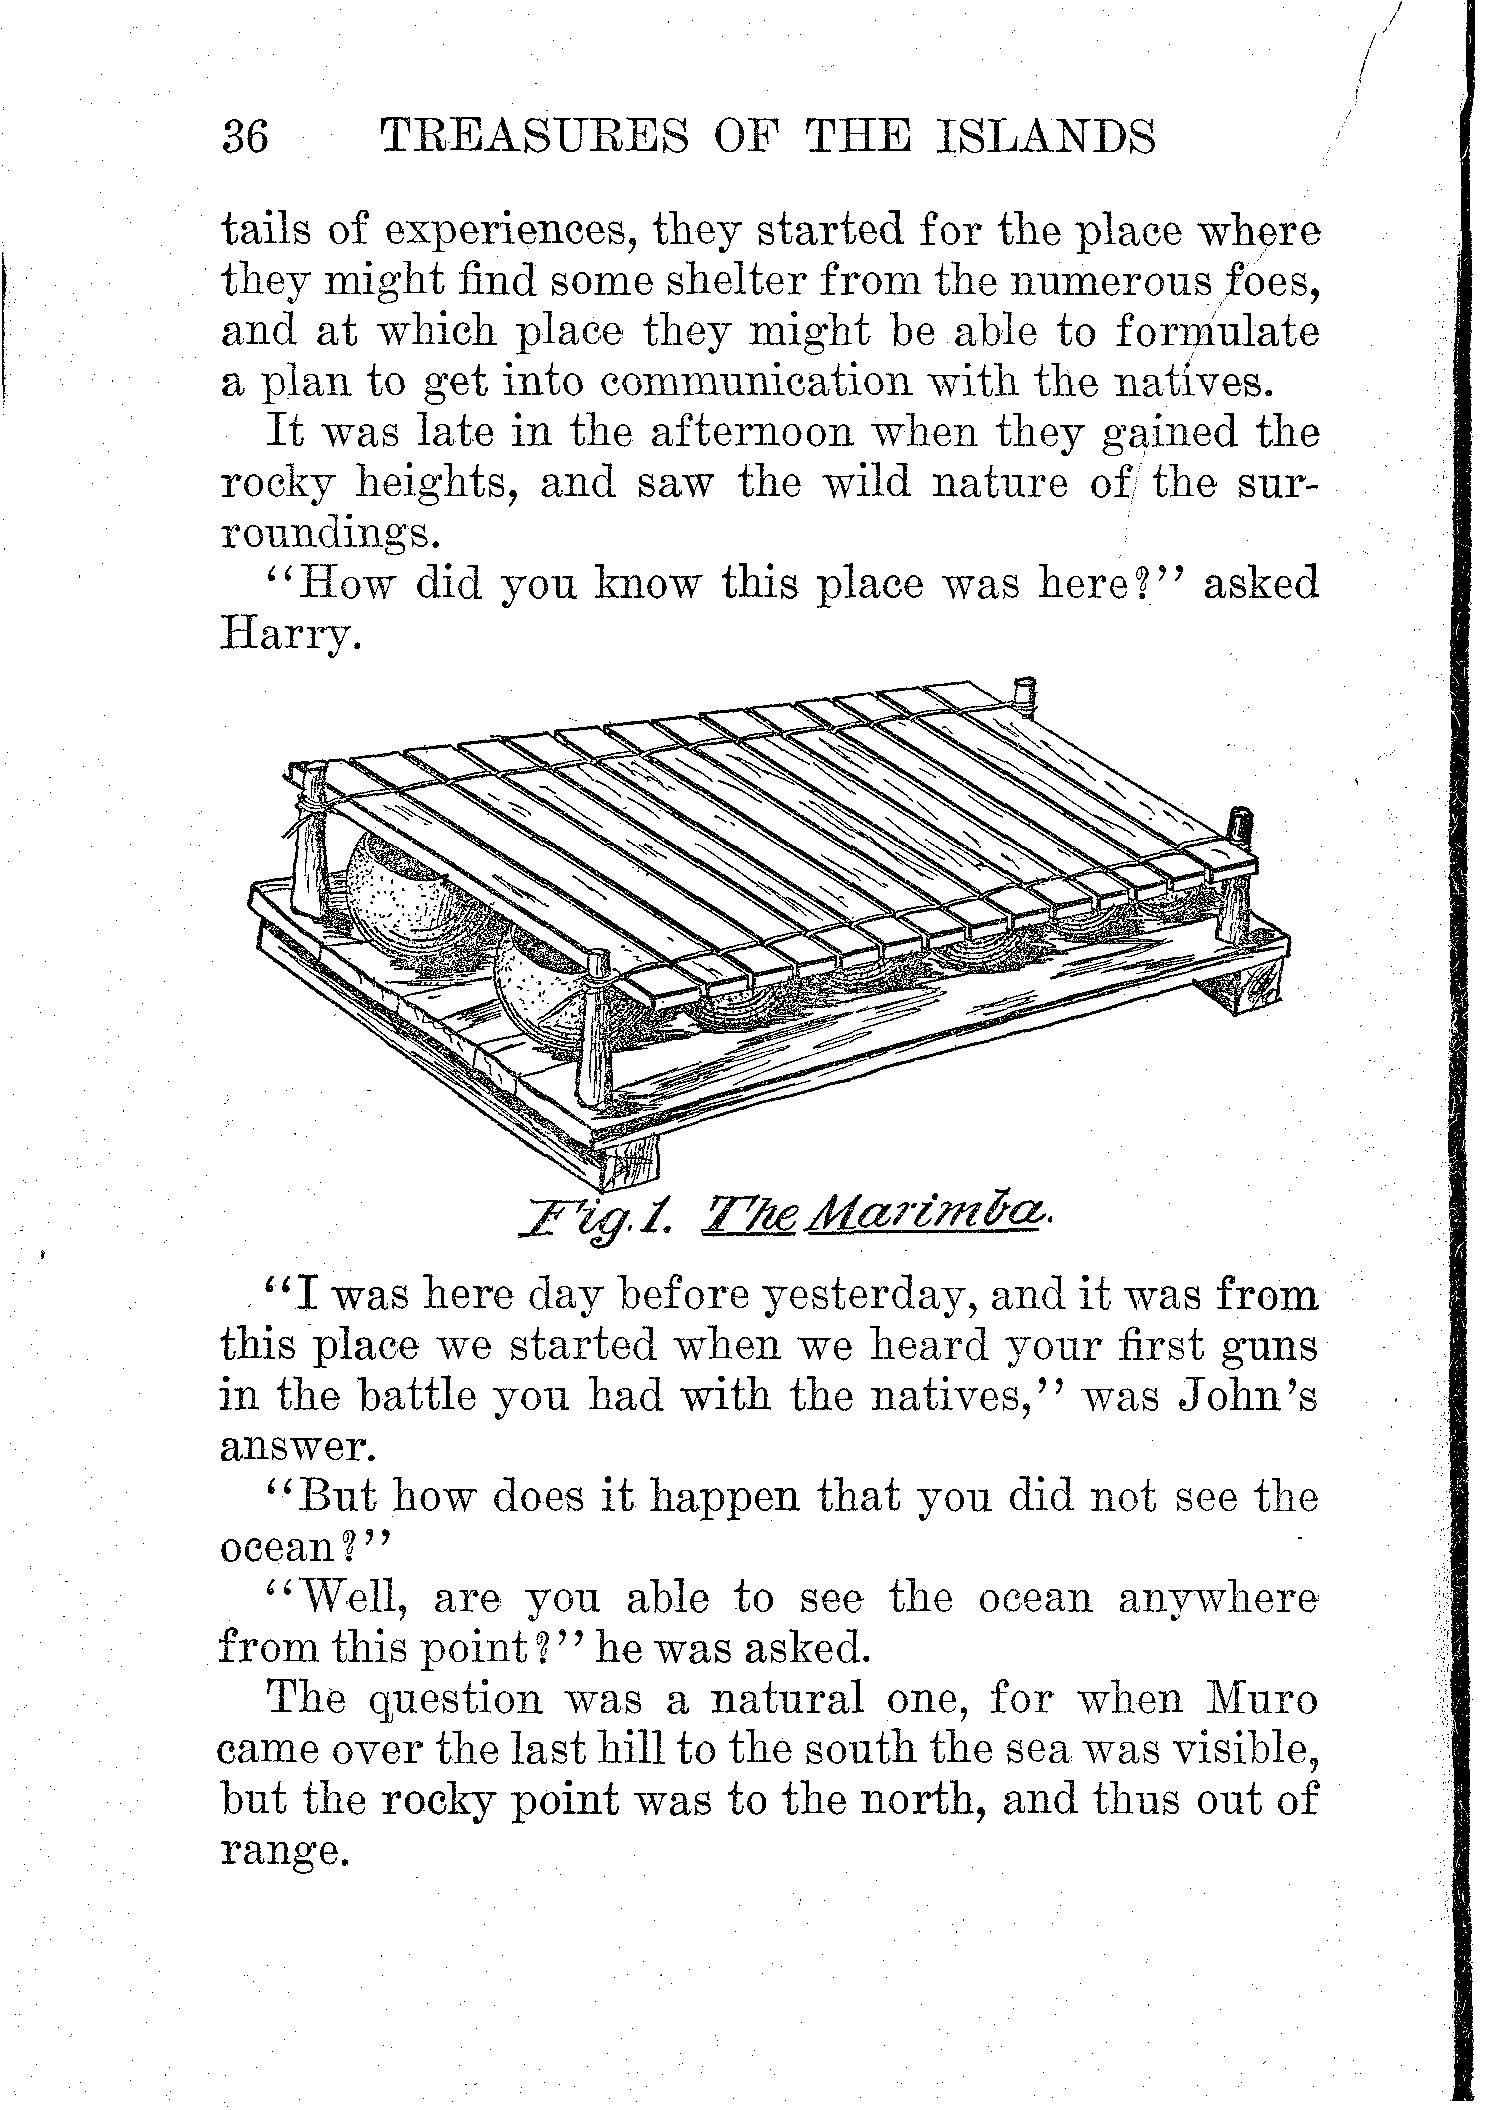 36 TREASURES OF THE ISLANDS
tails of experiences, they started for the place where
they might find some shelter from the numerous foes,
and at which place they might be able to formulate
a plan to get into communication with the natives.
It was late in the afternoon when they gained the
rocky heights, and saw the wild nature of the sur-
roundings.
“How did you know this place was here?” asked
Harry.
Fig. 1. The Marimba.
“I was here day before yesterday, and it was from
this place we started when we heard your first guns
in the battle you had with the natives,” was John’s
answer.
“But how does it happen that you did not see the
ocean?”
“Well, are you able to see the ocean anywhere
from this point?” he was asked.
The question was a natural one, for when Muro
came over the last hill to the south the sea was visible,
but the rocky point was to the north, and thus out of
range.